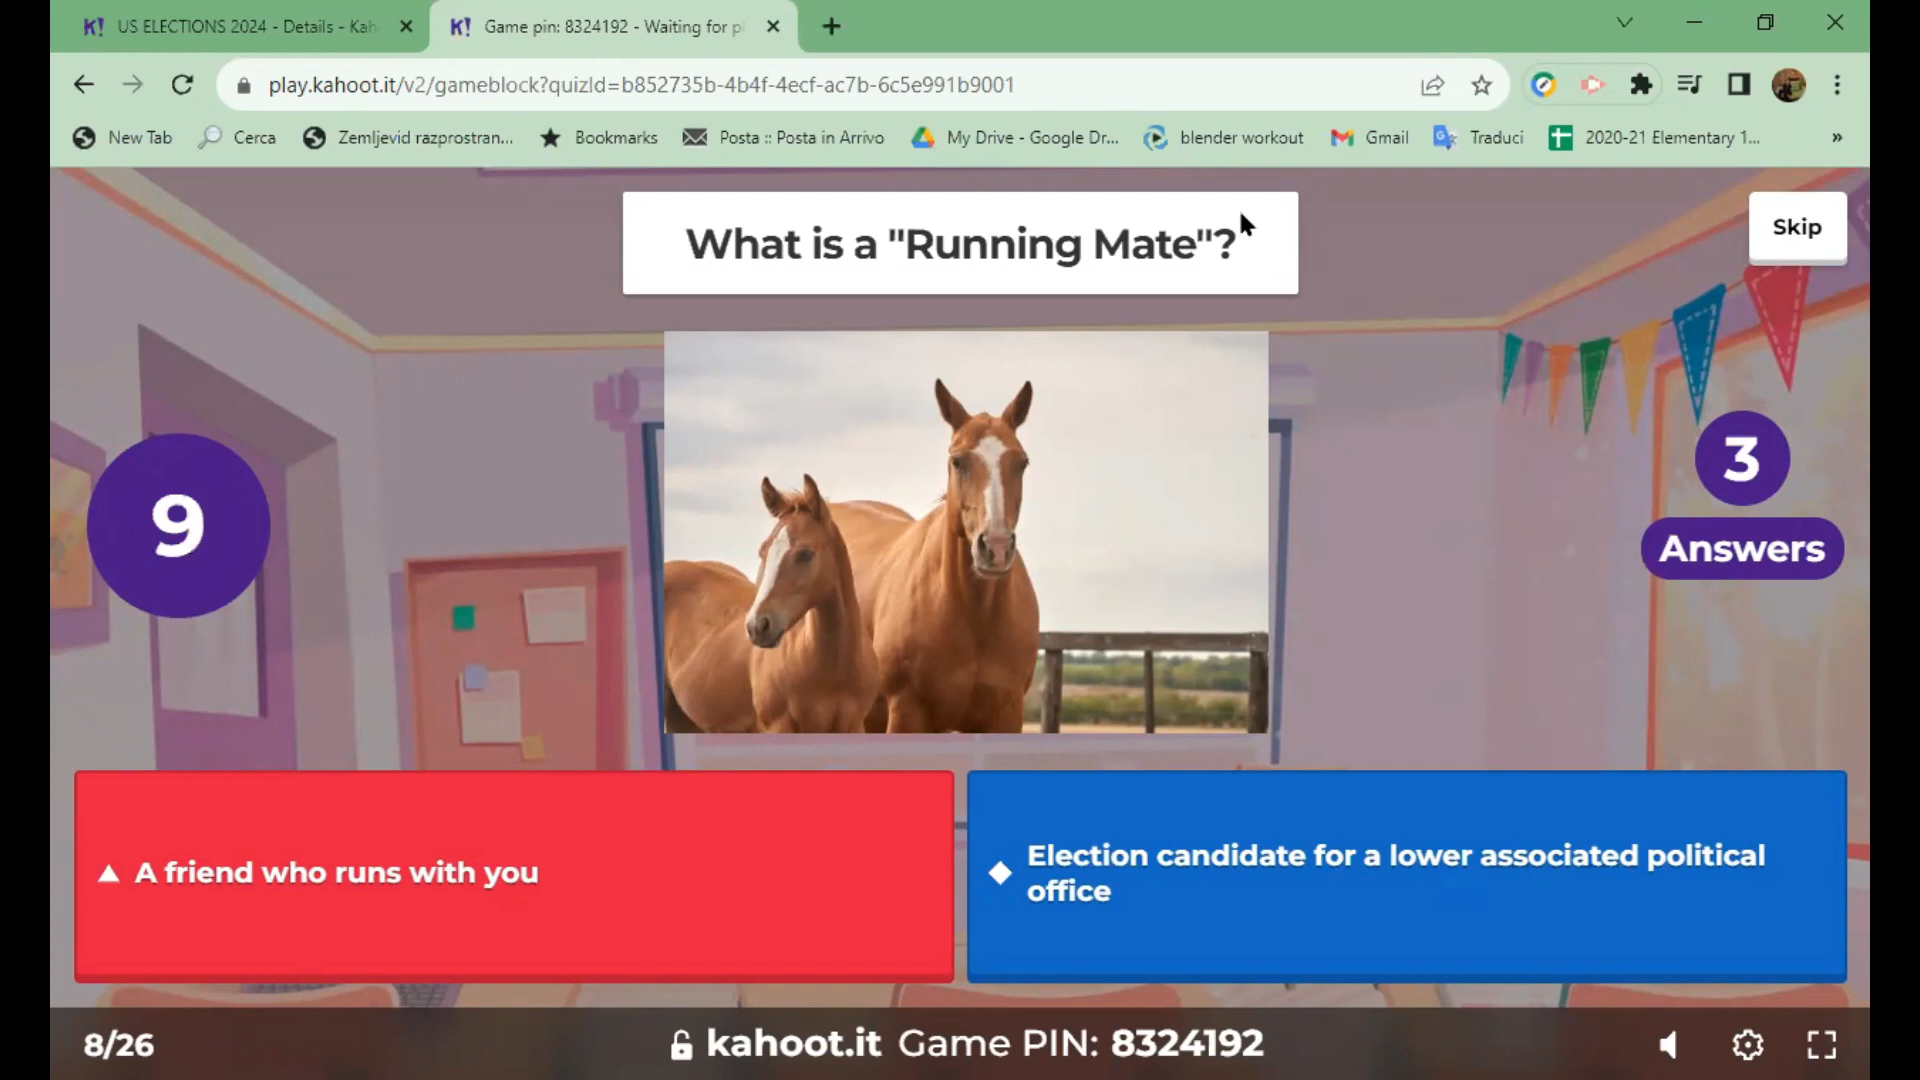 K! US ELECTIONS 2024 - Details - Kah
K! Game pin: 8324192 - Waiting for pl
play.kahoot.it/v2/gameblock?quizId=b852735b-4b4f-4ecf-ac7b-6c5e991b9001
New Tab
Cerca
Zemljevid razprostran...
Bookmarks
Posta :: Posta in Arrivo
My Drive - Google Dr...
blender workout
Gmail
Traduci
2020-21 Elementary 1...
»
What is a "Running Mate"?
Skip
9
3
Answers
A friend who runs with you
Election candidate for a lower associated political
office
8/26
kahoot.it Game PIN: 8324192